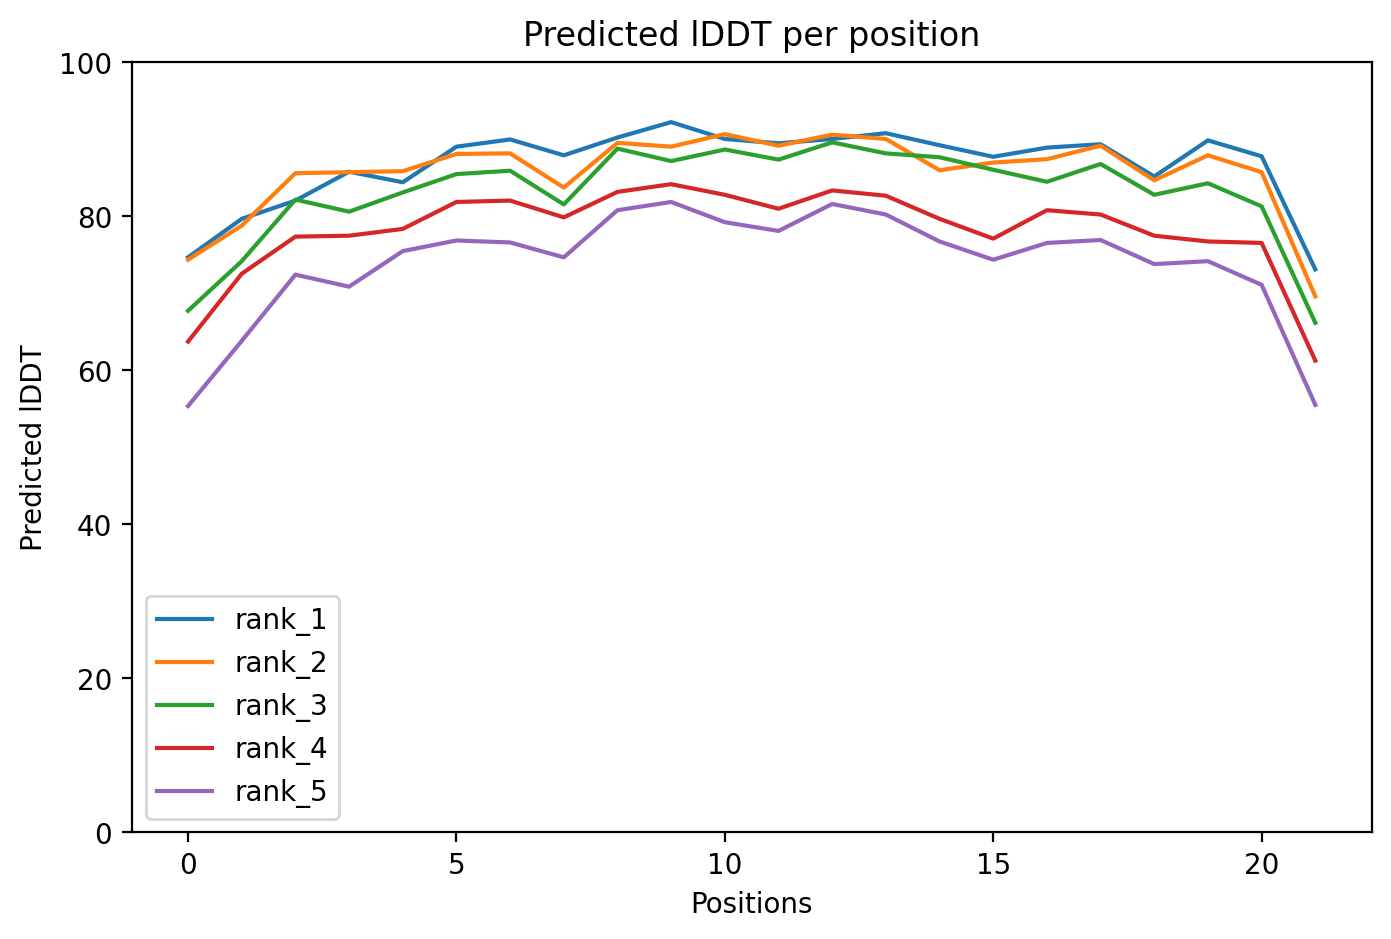 Predicted lDDT per position
100
80
60
40
20
0
Predicted lDDT
rank_1
rank_2
rank_3
rank_4
rank_5
0 5 10 15 20
Positions